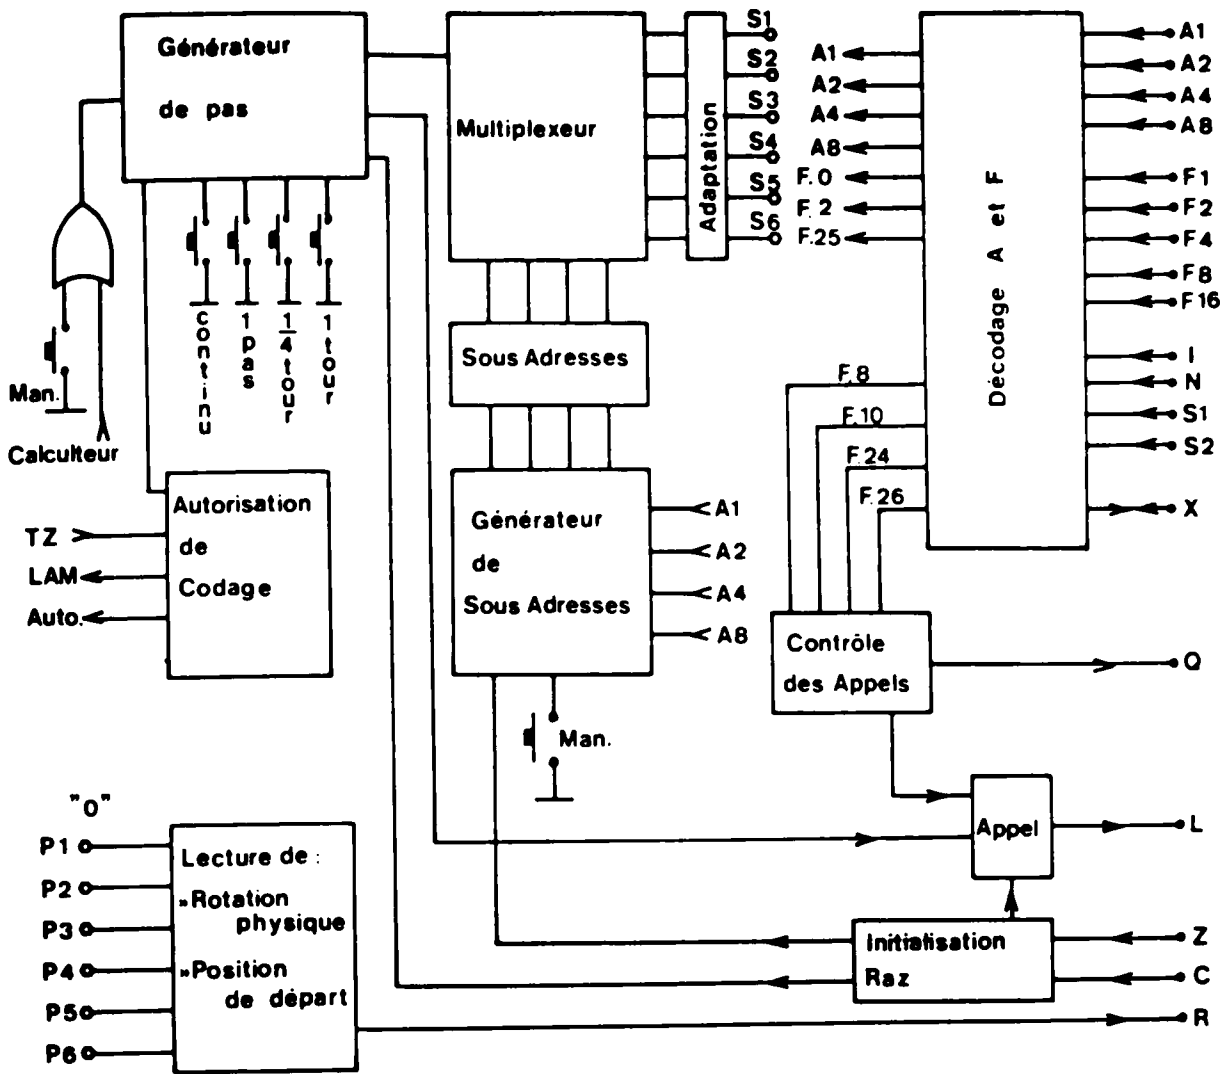 Générateur
de pas
Multiplexeur
Adaptation
S1
S2
S3
S4
S5
S6
A1
A2
A4
A8
F.0
F.2
F.25
Décodage A et F
A1
A2
A4
A8
F1
F2
F4
F8
F16
I
N
S1
S2
X
continu
1 pas
1/4 tour
1 tour
Man.
Calculteur
Sous Adresses
F.8
F.10
F.24
F.26
Autorisation
de
Codage
TZ
LAM
Auto.
Générateur
de
Sous Adresses
A1
A2
A4
A8
Man.
Contrôle
des Appels
Q
Appel
L
"0"
P1
P2
P3
P4
P5
P6
Lecture de :
»Rotation
physique
»Position
de départ
Initialisation
Raz
Z
C
R